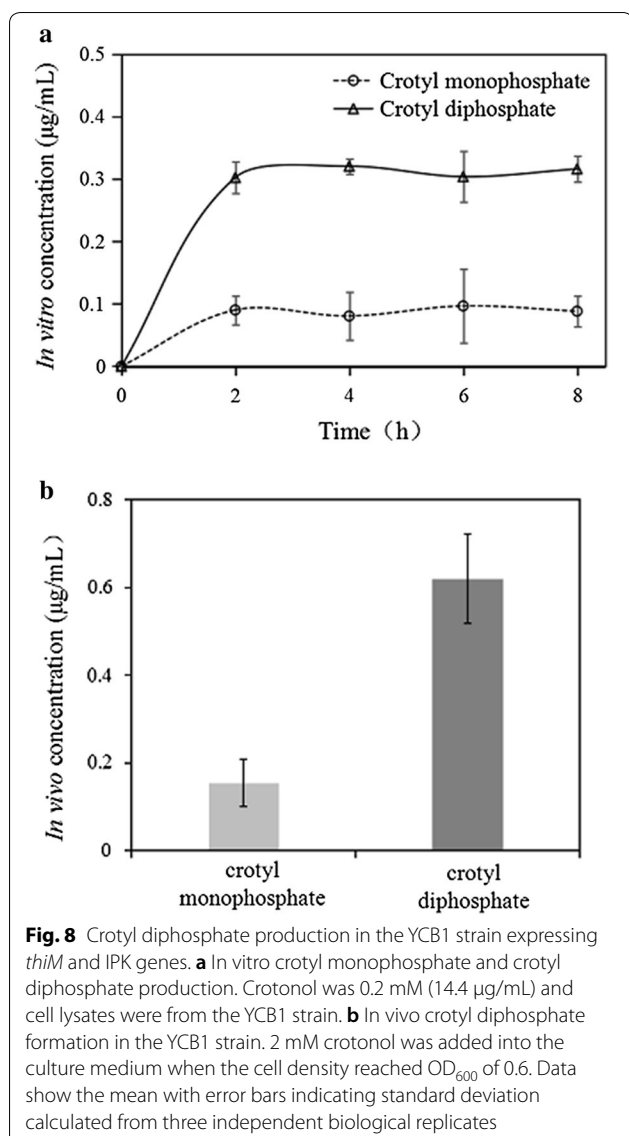 a
0.5
0.4
0.3
0.2
0.1
0
In vitro concentration (µg/mL)
Crotyl monophosphate
Crotyl diphosphate
0 2 4 6 8
Time (h)
b
0.8
0.6
0.4
0.2
0
In vivo concentration (µg/mL)
crotyl
monophosphate
crotyl
diphosphate
Fig. 8 Crotyl diphosphate production in the YCB1 strain expressing
thiM and IPK genes. a In vitro crotyl monophosphate and crotyl
diphosphate production. Crotonol was 0.2 mM (14.4 µg/mL) and
cell lysates were from the YCB1 strain. b In vivo crotyl diphosphate
formation in the YCB1 strain. 2 mM crotonol was added into the
culture medium when the cell density reached OD600 of 0.6. Data
show the mean with error bars indicating standard deviation
calculated from three independent biological replicates